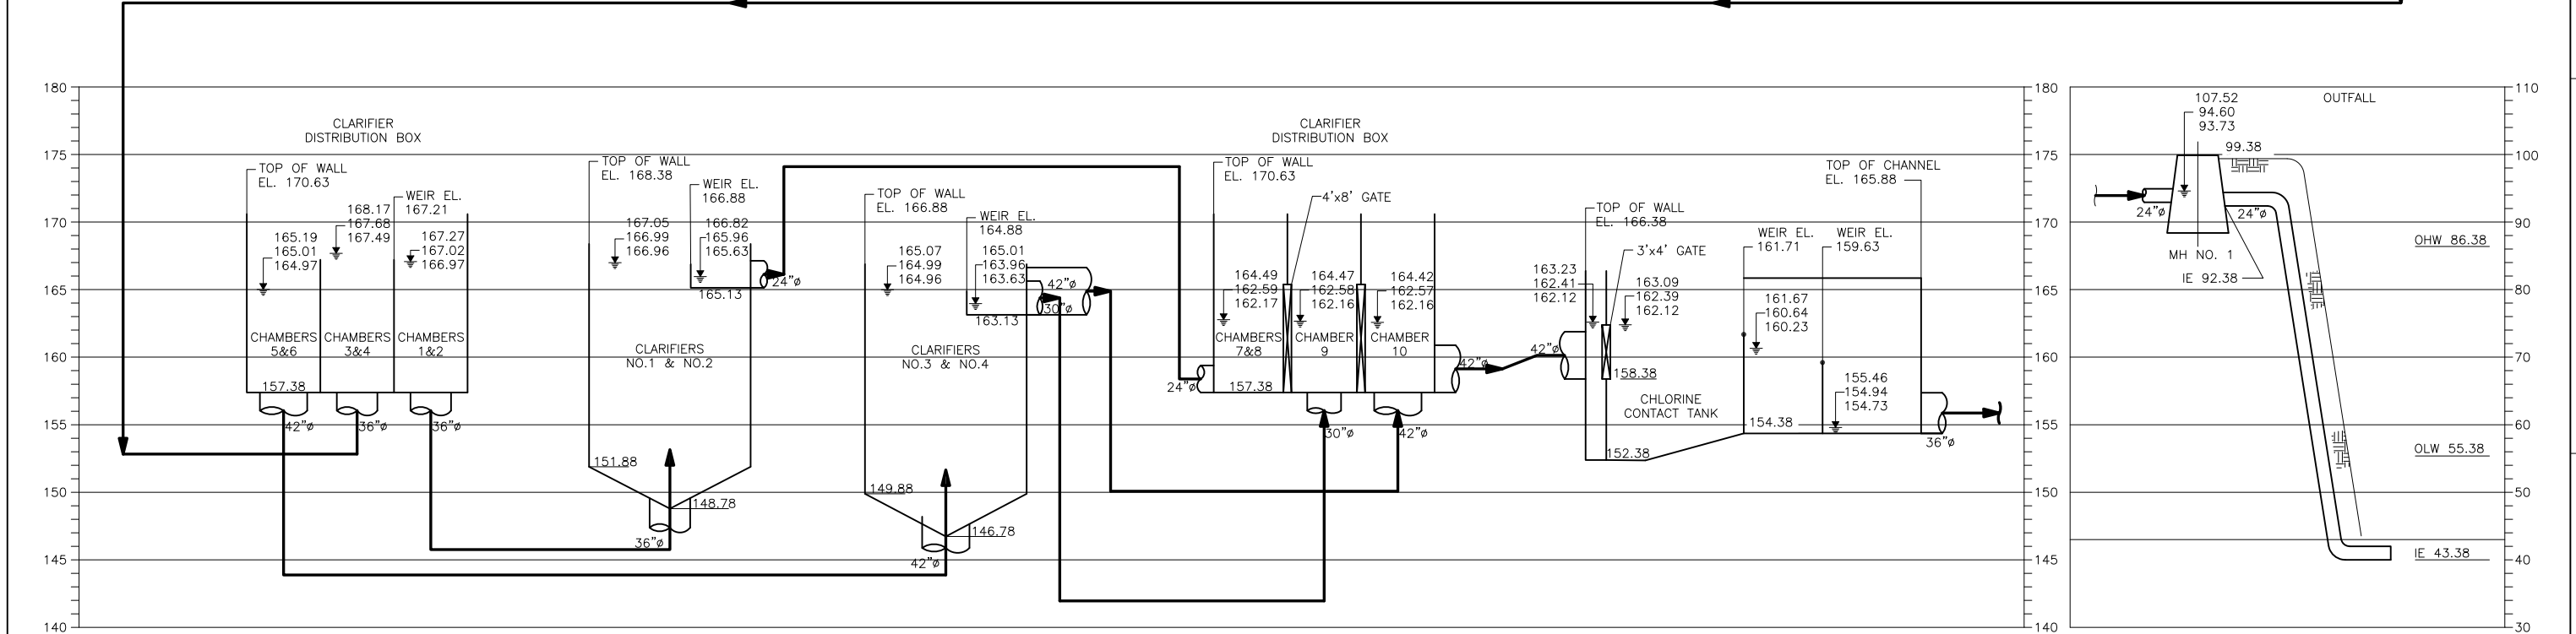 180
175
170
165
160
155
150
145
140
CLARIFIER
DISTRIBUTION BOX
TOP OF WALL
EL. 170.63
165.19
165.01
164.97
168.17
167.68
167.49
WEIR EL.
167.21
167.27
167.02
166.97
CHAMBERS
5&6
CHAMBERS
3&4
CHAMBERS
1&2
157.38
42"ø
36"ø
36"ø
TOP OF WALL
EL. 168.38
WEIR EL.
166.88
167.05
166.99
166.96
166.82
165.96
165.63
165.13
24"ø
CLARIFIERS
NO.1 & NO.2
151.88
148.78
36"ø
TOP OF WALL
EL. 166.88
WEIR EL.
164.88
165.07
164.99
164.96
165.01
163.96
163.63
163.13
42"ø
30"ø
CLARIFIERS
NO.3 & NO.4
149.88
146.78
42"ø
CLARIFIER
DISTRIBUTION BOX
TOP OF WALL
EL. 170.63
4'x8' GATE
164.49
162.59
162.17
164.47
162.58
162.16
164.42
162.57
162.16
CHAMBERS
7&8
CHAMBER
9
CHAMBER
10
24"ø
157.38
30"ø
42"ø
42"ø
42"ø
TOP OF WALL
EL. 166.38
3'x4' GATE
163.23
162.41
162.12
163.09
162.39
162.12
158.38
CHLORINE
CONTACT TANK
152.38
WEIR EL.
161.71
WEIR EL.
159.63
161.67
160.64
160.23
154.38
155.46
154.94
154.73
TOP OF CHANNEL
EL. 165.88
36"ø
180
175
170
165
160
155
150
145
140
OUTFALL
107.52
94.60
93.73
99.38
24"ø
24"ø
MH NO. 1
IE 92.38
OHW 86.38
OLW 55.38
IE 43.38
110
100
90
80
70
60
50
40
30